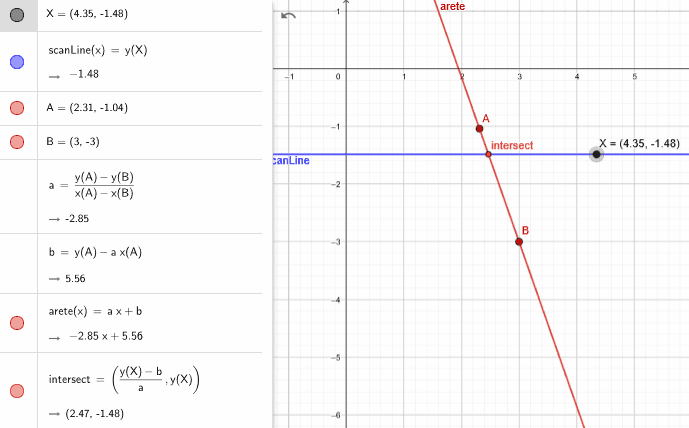 X = (4.35, -1.48)
scanLine(x) = y(X)
→ −1.48
A = (2.31, -1.04)
B = (3, -3)
a = y(A) − y(B)
x(A) − x(B)
→ -2.85
b = y(A) − a x(A)
→ 5.56
arete(x) = a x + b
→ −2.85 x + 5.56
intersect = ( y(X) − b
a , y(X) )
→ (2.47, -1.48)
arete
1
−1 0 1 2 3 4 5
A
−1
intersect
X = (4.35, -1.48)
canLine
−2
B
−3
−4
−5
−6